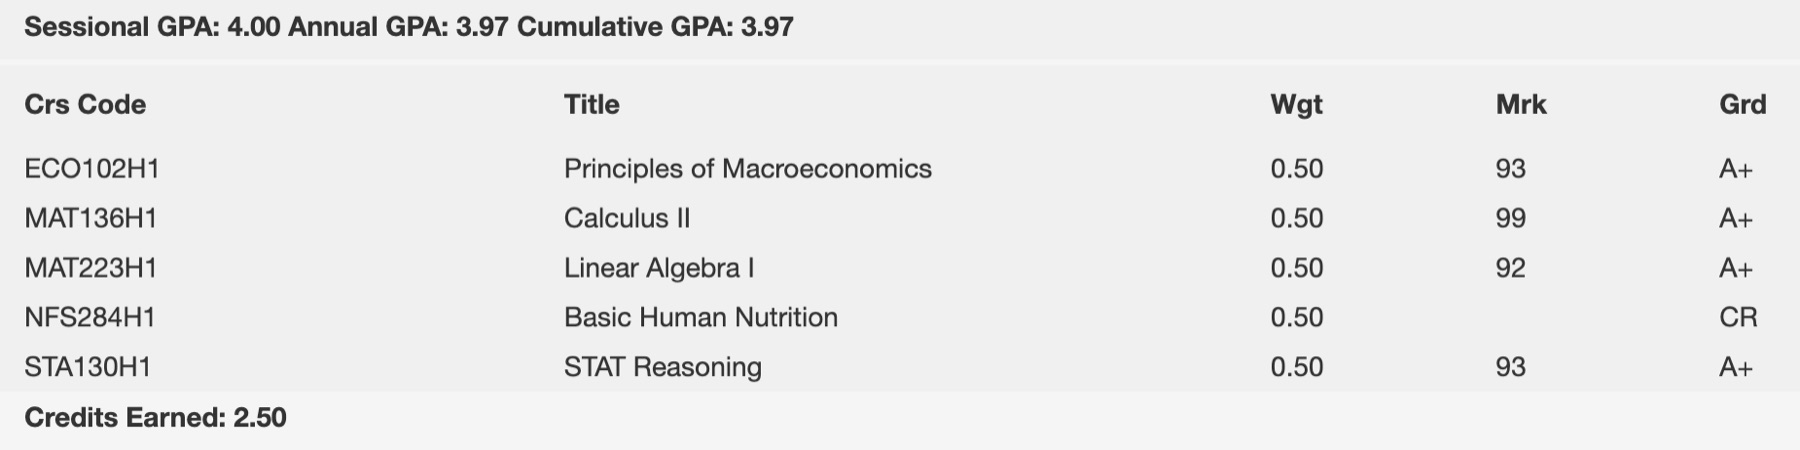 Sessional GPA: 4.00 Annual GPA: 3.97 Cumulative GPA: 3.97
Crs Code Title Wgt Mrk Grd
ECO102H1 Principles of Macroeconomics 0.50 93 A+
MAT136H1 Calculus II 0.50 99 A+
MAT223H1 Linear Algebra I 0.50 92 A+
NFS284H1 Basic Human Nutrition 0.50 CR
STA130H1 STAT Reasoning 0.50 93 A+
Credits Earned: 2.50